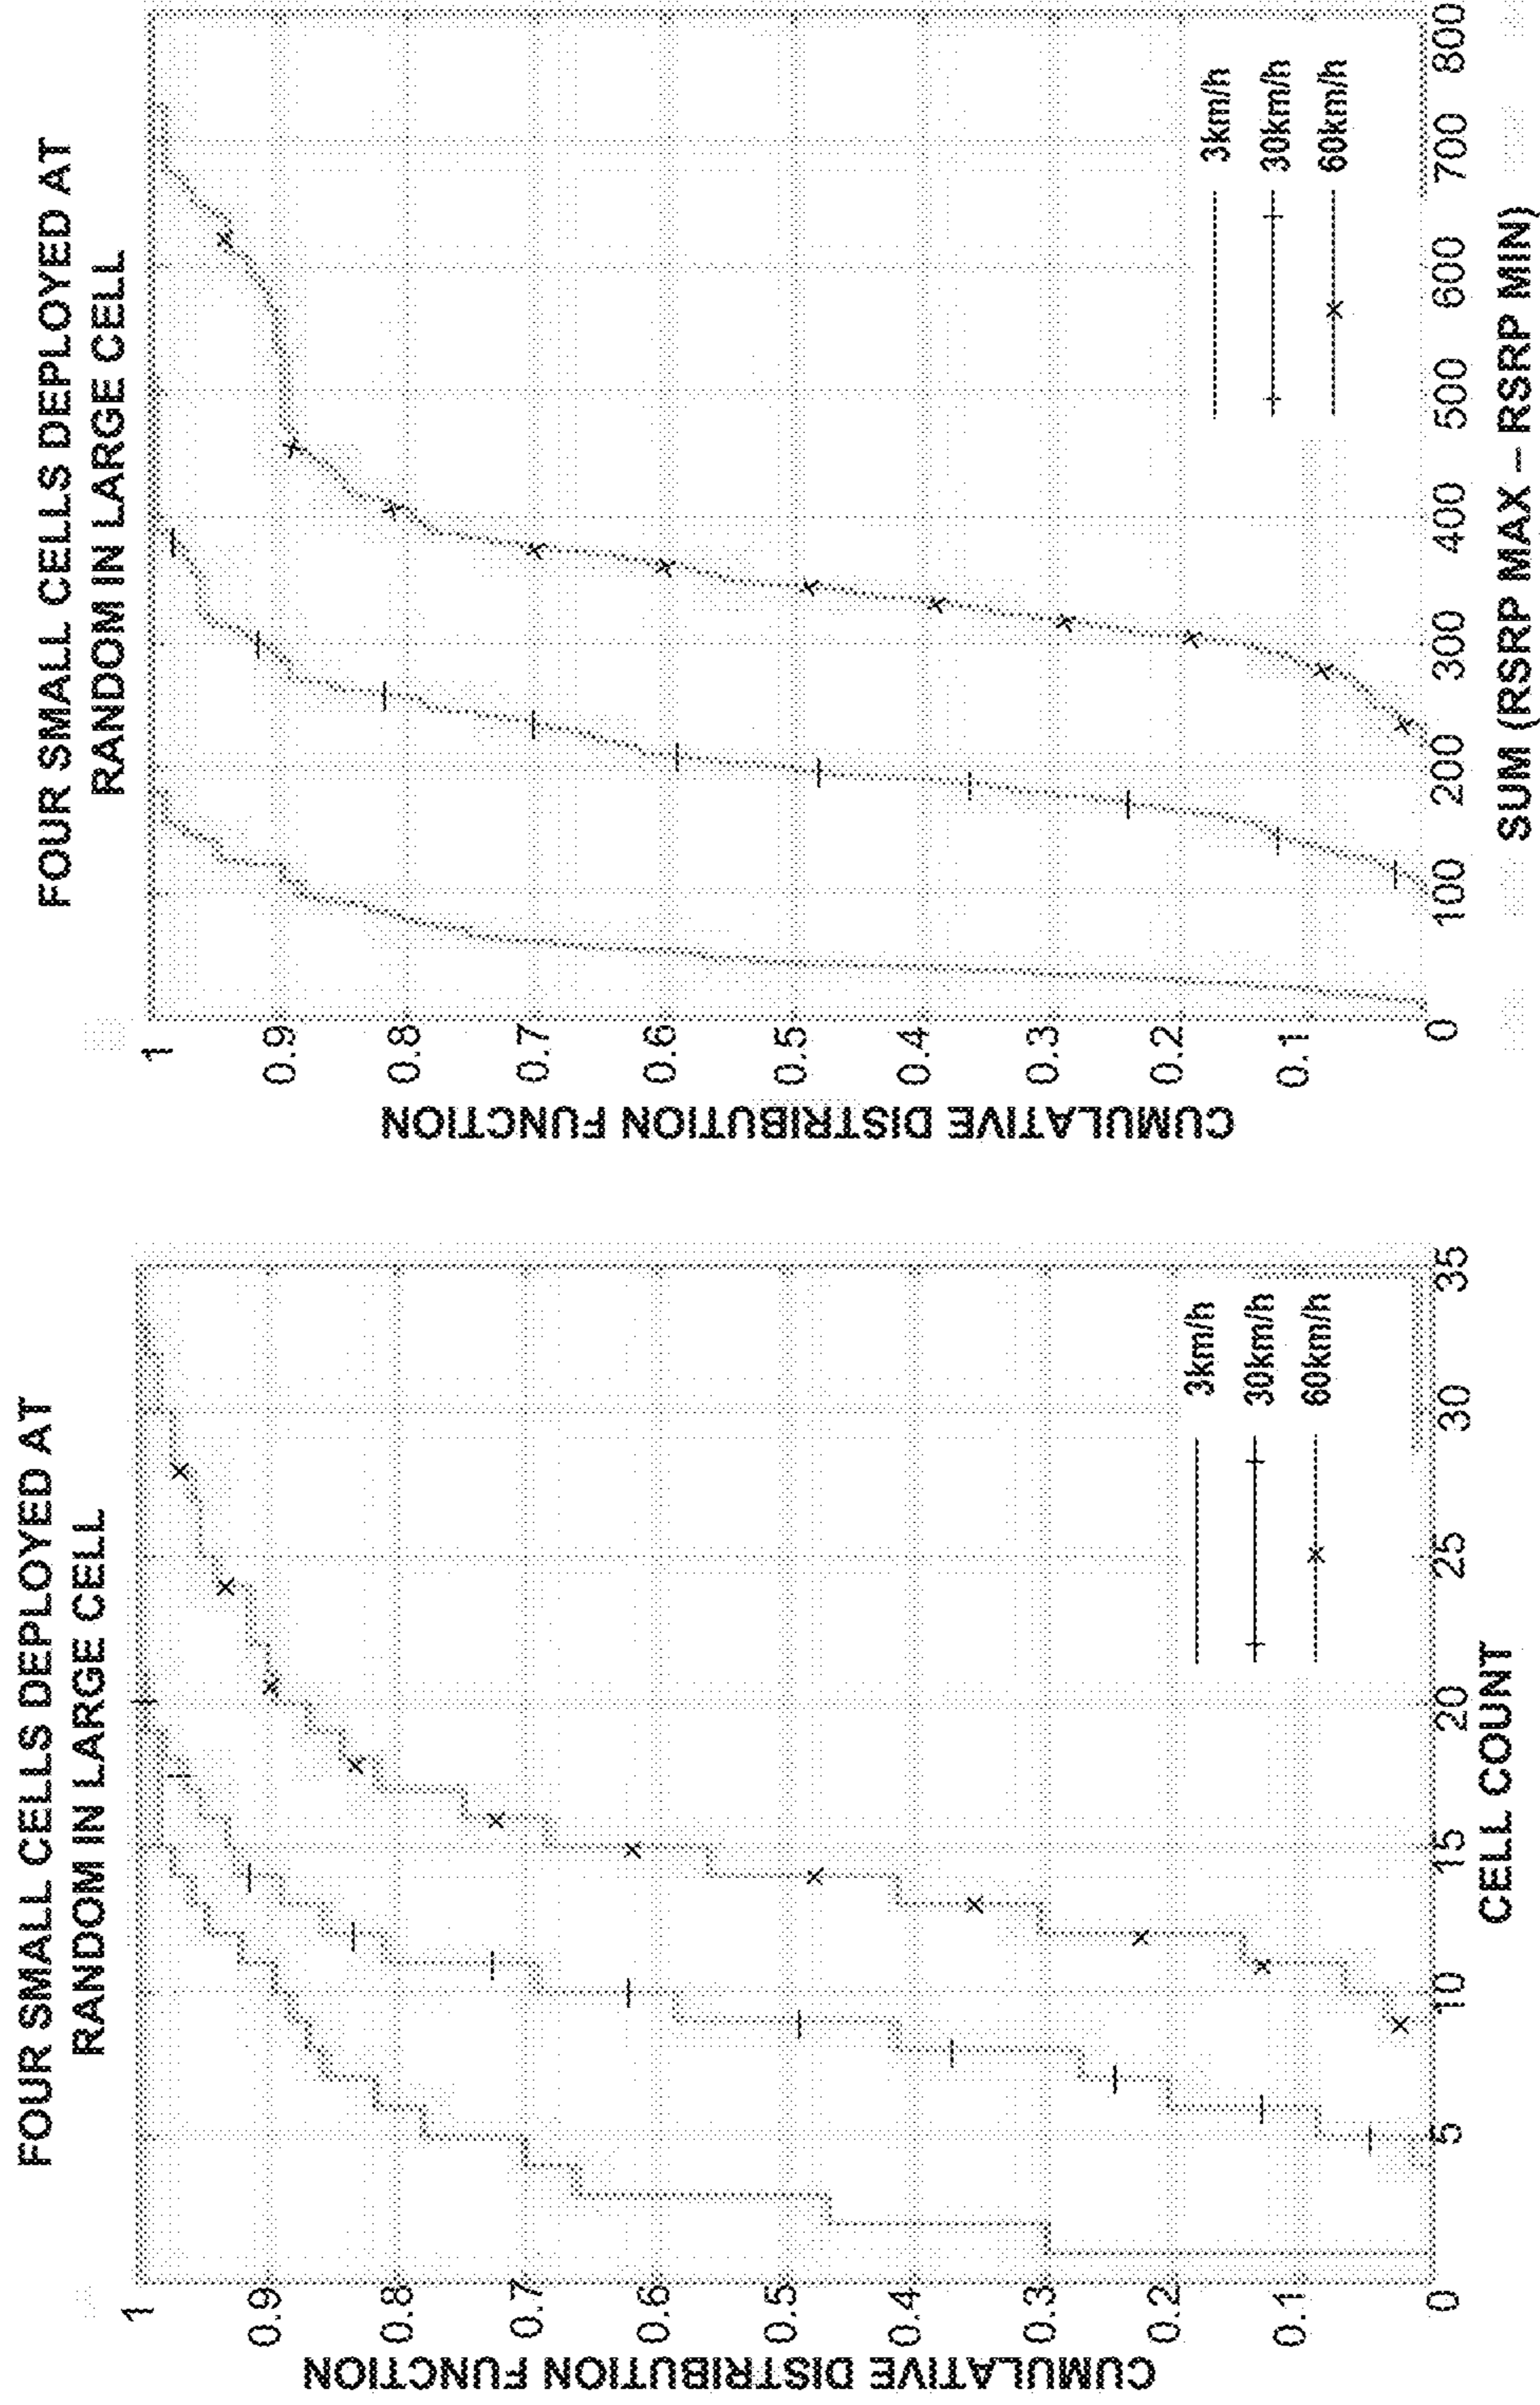 FOUR SMALL CELLS DEPLOYED AT
RANDOM IN LARGE CELL
CUMULATIVE DISTRIBUTION FUNCTION
1
0.9
0.8
0.7
0.6
0.5
0.4
0.3
0.2
0.1
0
5
10
15
20
25
30
35
3km/h
30km/h
60km/h
CELL COUNT
FOUR SMALL CELLS DEPLOYED AT
RANDOM IN LARGE CELL
CUMULATIVE DISTRIBUTION FUNCTION
1
0.9
0.8
0.7
0.6
0.5
0.4
0.3
0.2
0.1
0
100
200
300
400
500
600
700
800
3km/h
30km/h
60km/h
SUM (RSRP MAX – RSRP MIN)